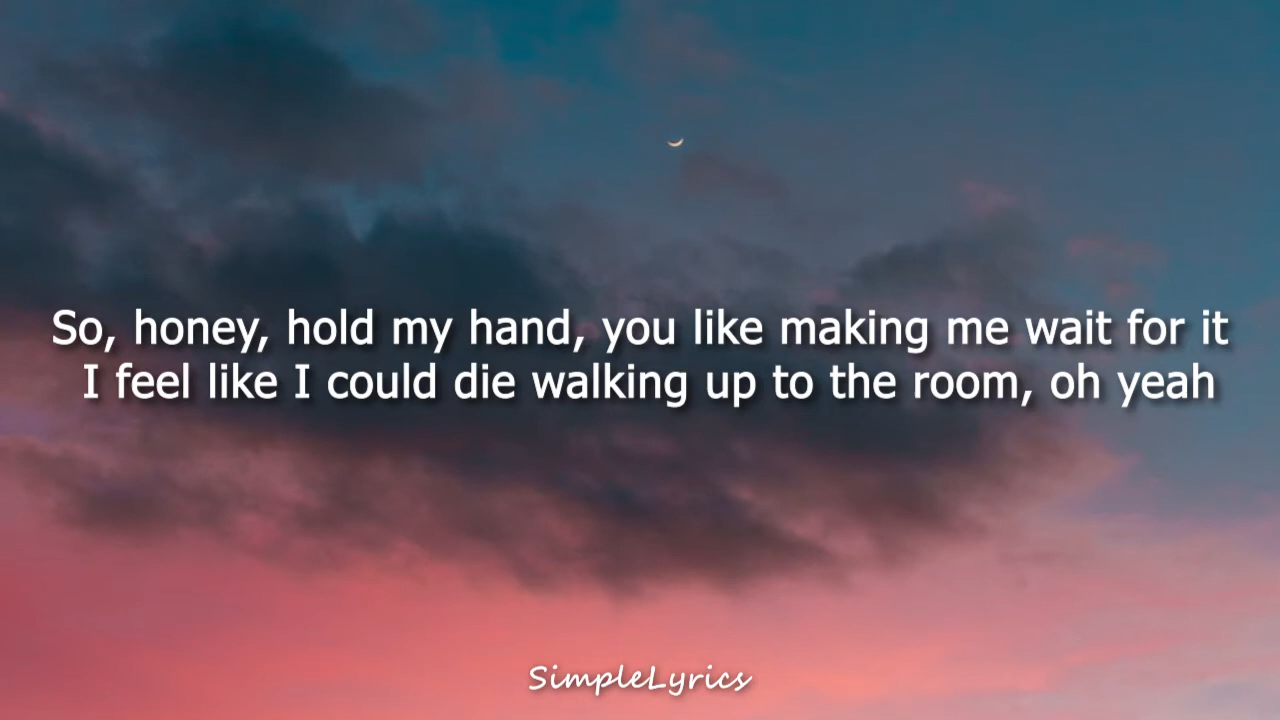 So, honey, hold my hand, you like making me wait for it
I feel like I could die walking up to the room, oh yeah
SimpleLyrics